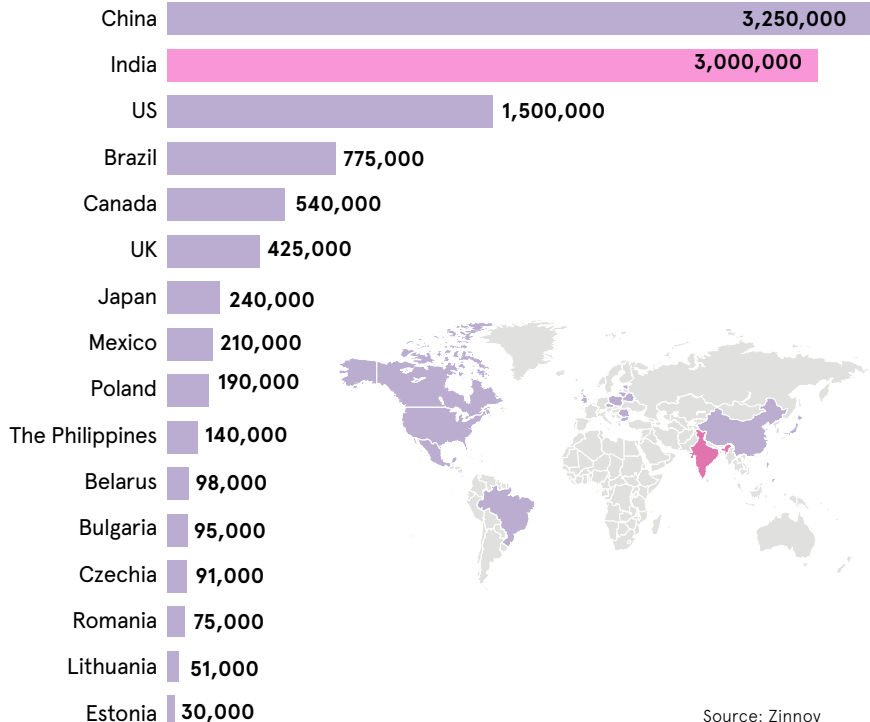 China 3,250,000
India 3,000,000
US 1,500,000
Brazil 775,000
Canada 540,000
UK 425,000
Japan 240,000
Mexico 210,000
Poland 190,000
The Philippines 140,000
Belarus 98,000
Bulgaria 95,000
Czechia 91,000
Romania 75,000
Lithuania 51,000
Estonia 30,000
Source: Zinnov